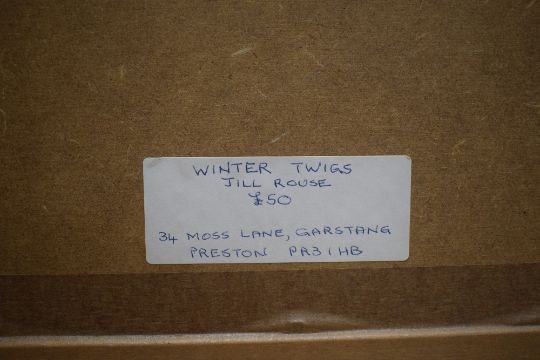 WINTER TWIGS
JILL ROUSE
£50
34 MOSS LANE, GARSTANG
PRESTON PR3 1HB